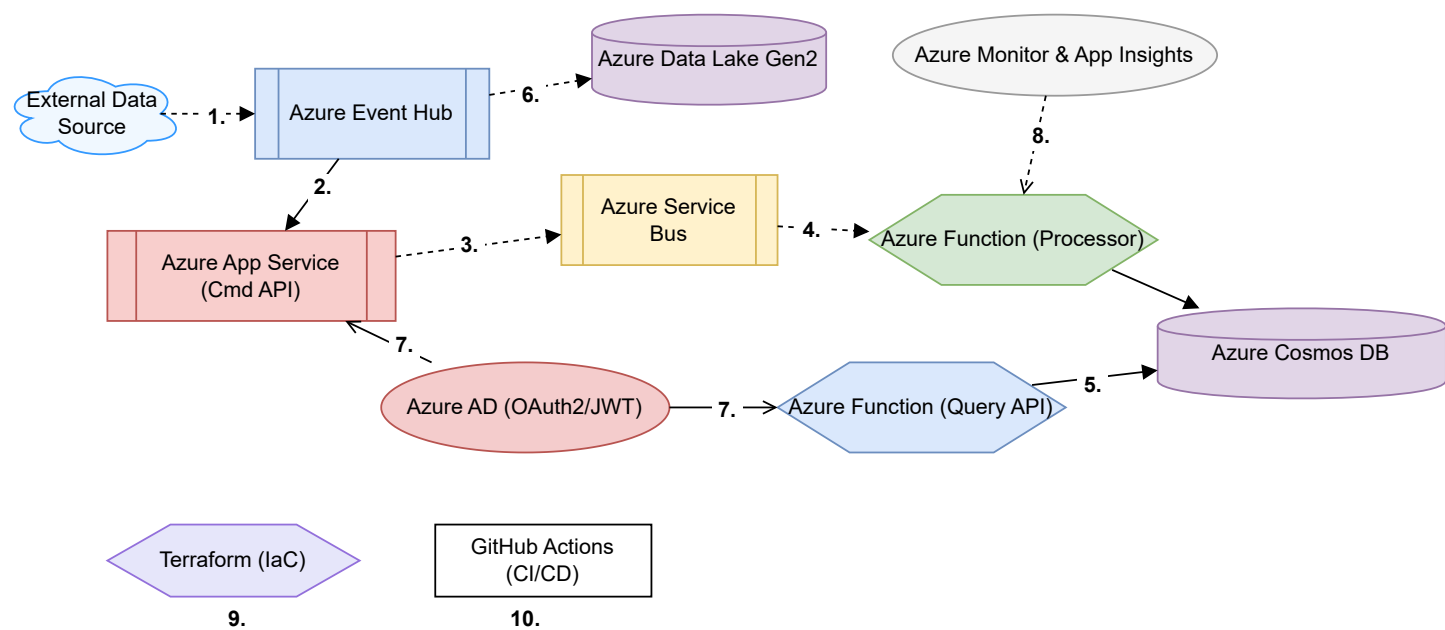 Azure Data Lake Gen2
Azure Monitor & App Insights
External Data
Source
1.
Azure Event Hub
6.
8.
2.
Azure App Service
(Cmd API)
3.
Azure Service
Bus
4.
Azure Function (Processor)
7.
Azure AD (OAuth2/JWT)
7.
Azure Function (Query API)
5.
Azure Cosmos DB
Terraform (IaC)
9.
GitHub Actions
(CI/CD)
10.